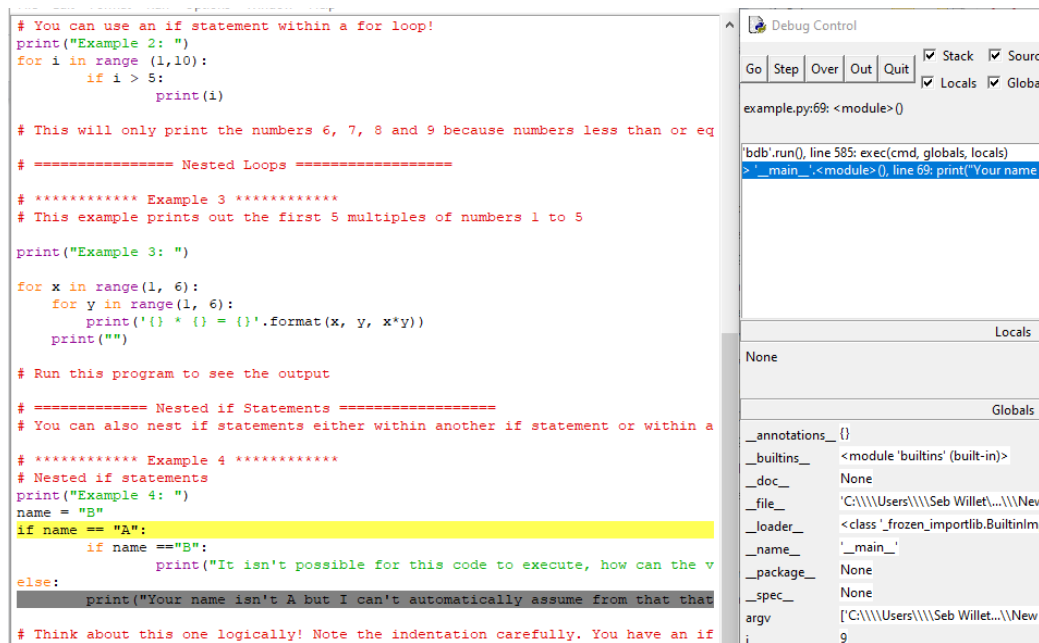 # You can use an if statement within a for loop!
print("Example 2: ")
for i in range (1,10):
        if i > 5:
                print(i)
# This will only print the numbers 6, 7, 8 and 9 because numbers less than or eq
# ================ Nested Loops ==================
# ************ Example 3 ************
# This example prints out the first 5 multiples of numbers 1 to 5
print("Example 3: ")
for x in range(1, 6):
    for y in range(1, 6):
        print('{} * {} = {}'.format(x, y, x*y))
    print("")
# Run this program to see the output
# ============= Nested if Statements ==================
# You can also nest if statements either within another if statement or within a
# ************ Example 4 ************
# Nested if statements
print("Example 4: ")
name = "B"
if name == "A":
        if name =="B":
                print("It isn't possible for this code to execute, how can the v
else:
        print("Your name isn't A but I can't automatically assume from that that
# Think about this one logically! Note the indentation carefully. You have an if
Debug Control
Go Step Over Out Quit
Stack Sourc
Locals Globa
example.py:69: <module>()
'bdb'.run(), line 585: exec(cmd, globals, locals)
> '__main__'.<module>(), line 69: print("Your name
Locals
None
Globals
__annotations__ {}
__builtins__ <module 'builtins' (built-in)>
__doc__ None
__file__ 'C:\\\\Users\\\\Seb Willet\...\\\New
__loader__ <class '_frozen_importlib.BuiltinIm
__name__ '__main__'
__package__ None
__spec__ None
argv ['C:\\\\Users\\\\Seb Willet...\\\New
i 9